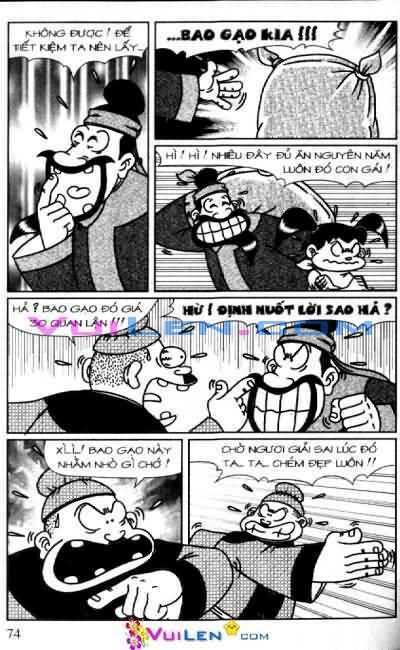 KHÔNG ĐƯỢC! ĐỂ
TIẾT KIỆM TA NÊN LẤY...
...BAO GẠO KIA!!!
HÌ! HÌ! NHIÊU ĐÂY ĐỦ ĂN NGUYÊN NĂM
LUÔN ĐÓ CON GÁI!
HẢ? BAO GẠO ĐÓ GIÁ
30 QUAN LẬN!!!
HỪ! ĐỊNH NUỐT LỜI SAO HẢ?
VUILEN.COM
XÌ..Ì..! BAO GẠO NÀY
NHẰM NHÒ GÌ CHỚ!
CHỜ NGƯƠI GIẢI SAI LÚC ĐÓ
TA.. TA.. CHÉM ĐẸP LUÔN!!
74
VUILEN.COM